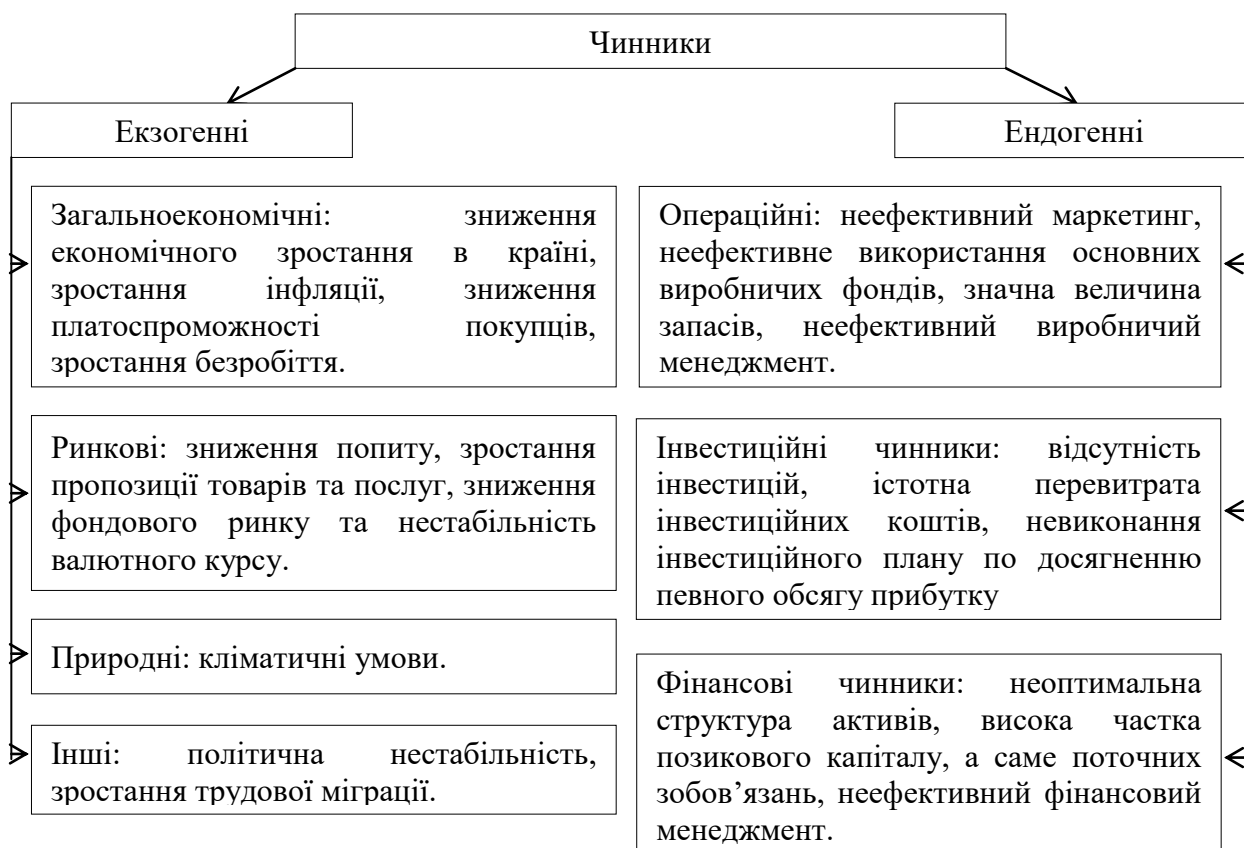 Чинники
Екзогенні
Ендогенні
Загальноекономічні: зниження
економічного зростання в країні,
зростання інфляції, зниження
платоспроможності покупців,
зростання безробіття.
Ринкові: зниження попиту, зростання
пропозиції товарів та послуг, зниження
фондового ринку та нестабільність
валютного курсу.
Природні: кліматичні умови.
Інші: політична нестабільність,
зростання трудової міграції.
Операційні: неефективний маркетинг,
неефективне використання основних
виробничих фондів, значна величина
запасів, неефективний виробничий
менеджмент.
Інвестиційні чинники: відсутність
інвестицій, істотна перевитрата
інвестиційних коштів, невиконання
інвестиційного плану по досягненню
певного обсягу прибутку
Фінансові чинники: неоптимальна
структура активів, висока частка
позикового капіталу, а саме поточних
зобов’язань, неефективний фінансовий
менеджмент.